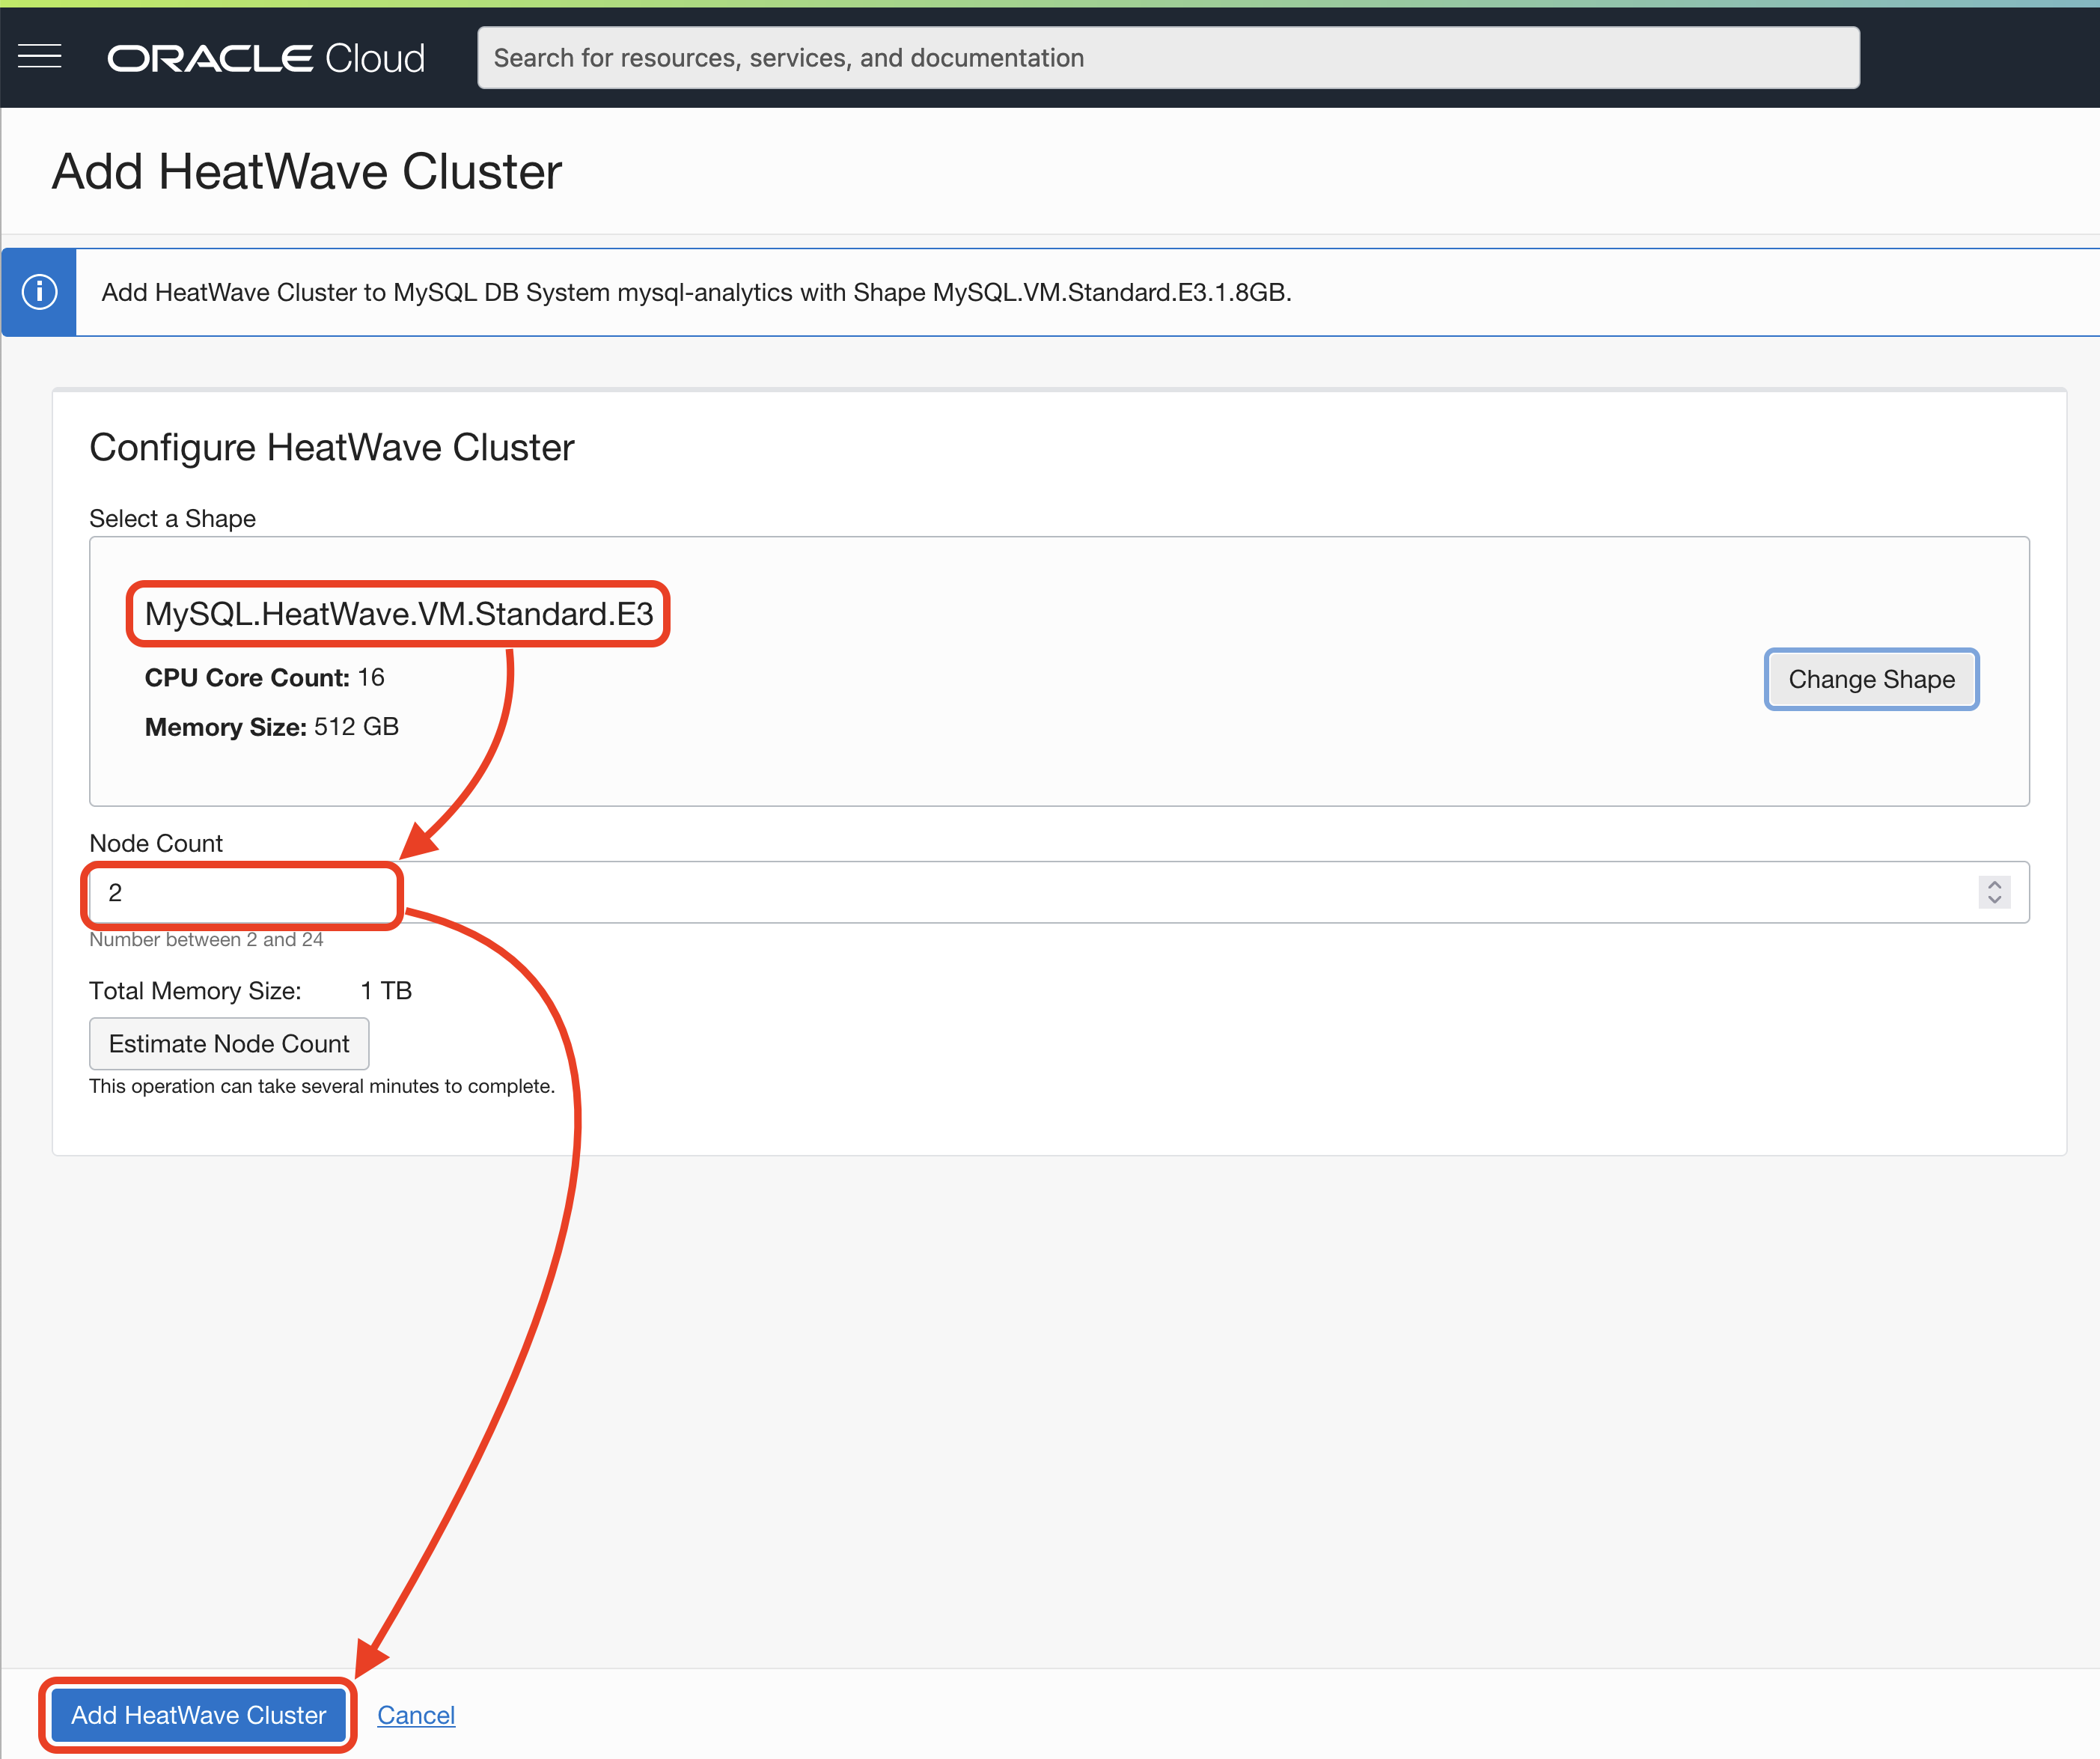 ORACLE Cloud
Search for resources, services, and documentation
Add HeatWave Cluster
Add HeatWave Cluster to MySQL DB System mysql-analytics with Shape MySQL.VM.Standard.E3.1.8GB.
Configure HeatWave Cluster
Select a Shape
MySQL.HeatWave.VM.Standard.E3
CPU Core Count: 16
Memory Size: 512 GB
Change Shape
Node Count
2
Number between 2 and 24
Total Memory Size: 1 TB
Estimate Node Count
This operation can take several minutes to complete.
Add HeatWave Cluster Cancel